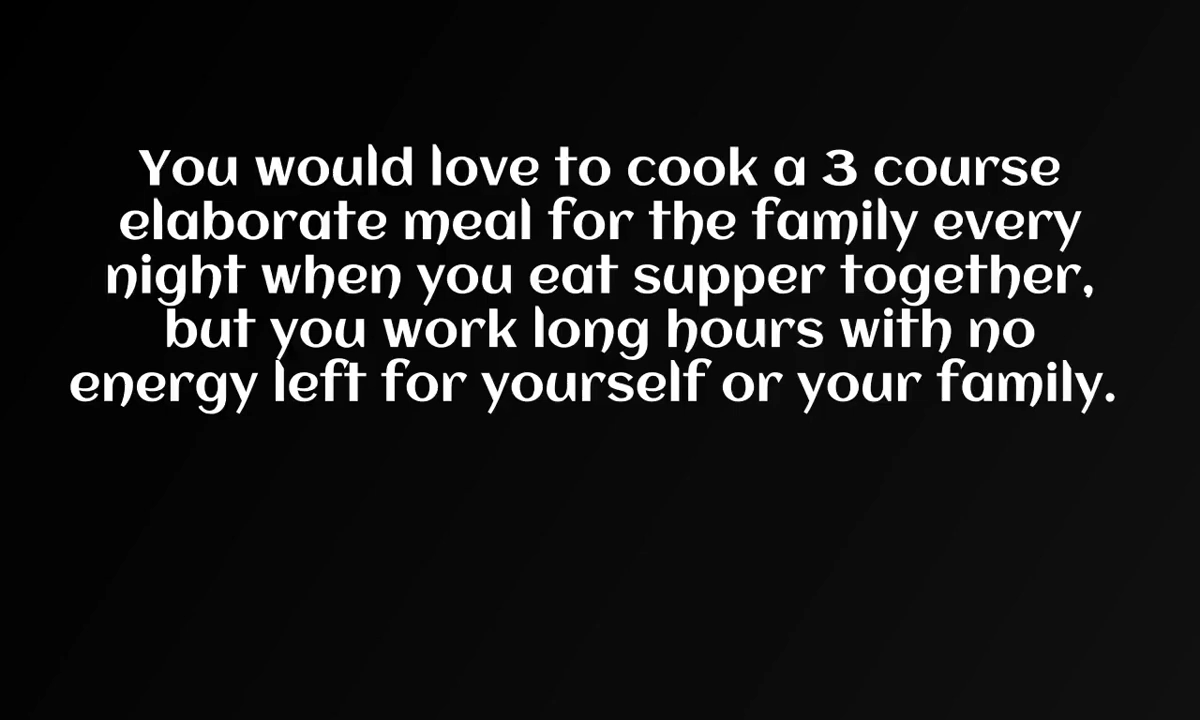 You would love to cook a 3 course
elaborate meal for the family every
night when you eat supper together,
but you work long hours with no
energy left for yourself or your family.